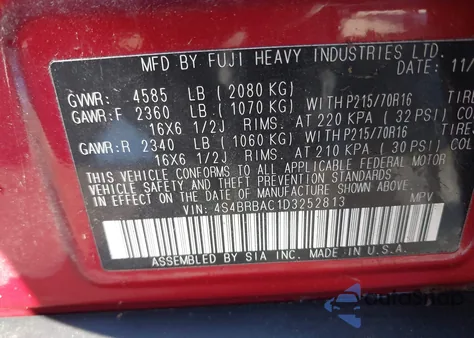 MFD BY FUJI HEAVY INDUSTRIES LTD.
DATE: 11/
GVWR: 4585 LB ( 2080 KG)
GAWR:F 2360 LB ( 1070 KG) WITH P215/70R16 TIRE
16X6 1/2J RIMS. AT 220 KPA ( 32 PSI) COL
GAWR:R 2340 LB ( 1060 KG) WITH P215/70R16 TIRE
16X6 1/2J RIMS. AT 210 KPA ( 30 PSI) COL
THIS VEHICLE CONFORMS TO ALL APPLICABLE FEDERAL MOTOR
VEHICLE SAFETY AND THEFT PREVENTION STANDARDS
IN EFFECT ON THE DATE OF MANUFACTURE SHOWN ABOVE.
VIN: 4S4BRBAC1D3252813 MPV
ASSEMBLED BY SIA INC. MADE IN U.S.A.
AutoSnap